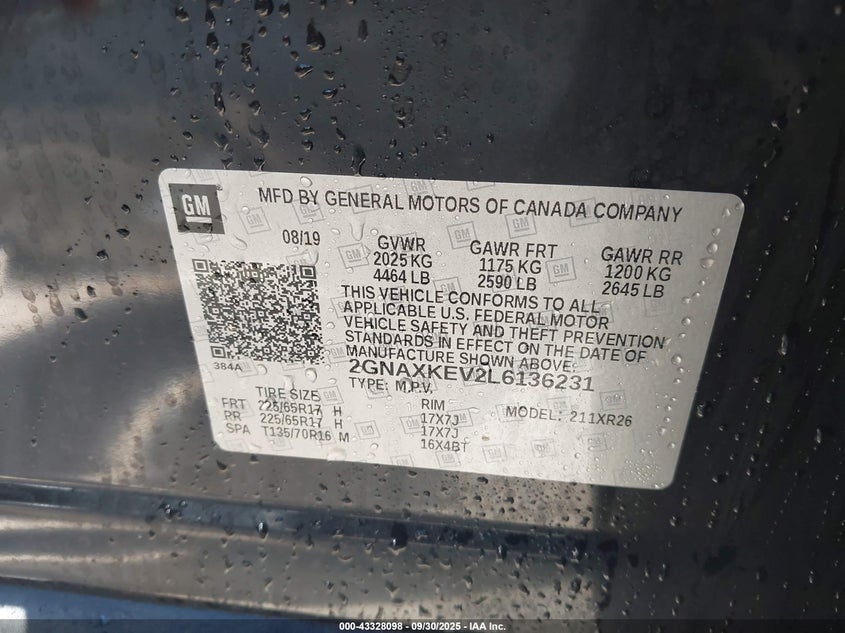 GM
MFD BY GENERAL MOTORS OF CANADA COMPANY
08/19
GVWR
2025 KG
4464 LB
GAWR FRT
1175 KG
2590 LB
GAWR RR
1200 KG
2645 LB
THIS VEHICLE CONFORMS TO ALL
APPLICABLE U.S. FEDERAL MOTOR
VEHICLE SAFETY AND THEFT PREVENTION
STANDARDS IN EFFECT ON THE DATE OF
MANUFACTURE SHOWN ABOVE.
384A
2GNAXKEV2L6136231
TYPE: M.P.V.
TIRE SIZE
RIM
MODEL: 211XR26
FRT 225/65R17 H 17X7J
RR 225/65R17 H 17X7J
SPA T135/70R16 M 16X4BT
000-43328098 - 09/30/2025 - IAA Inc.